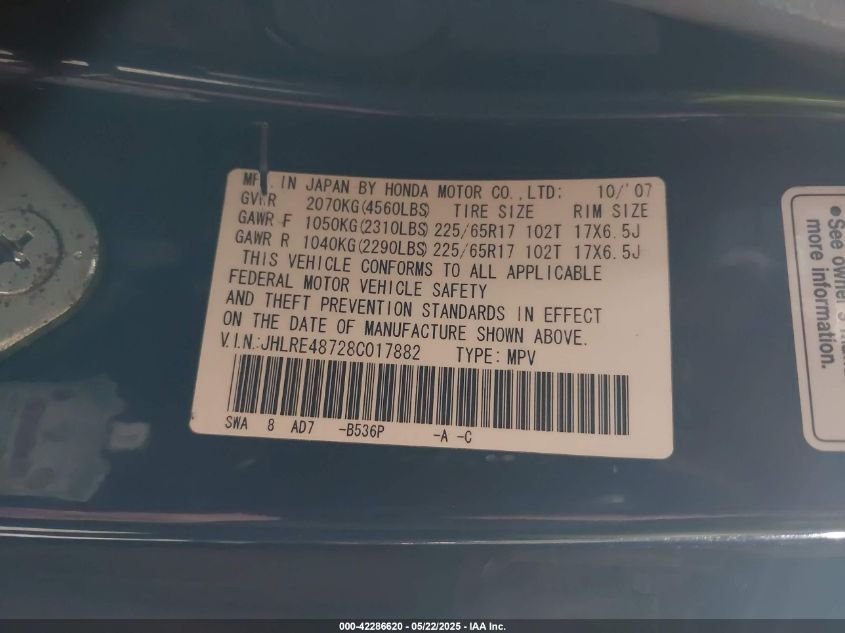 MFD. IN JAPAN BY HONDA MOTOR CO.,LTD: 10/'07
GVWR 2070KG(4560LBS) TIRE SIZE RIM SIZE
GAWR F 1050KG(2310LBS) 225/65R17 102T 17X6.5J
GAWR R 1040KG(2290LBS) 225/65R17 102T 17X6.5J
THIS VEHICLE CONFORMS TO ALL APPLICABLE
FEDERAL MOTOR VEHICLE SAFETY
AND THEFT PREVENTION STANDARDS IN EFFECT
ON THE DATE OF MANUFACTURE SHOWN ABOVE.
V.I.N.:JHLRE48728C017882 TYPE: MPV
SWA 8 AD7 -B536P -A -C
•See owner's
more information.
000-42286620 - 05/22/2025 - IAA Inc.